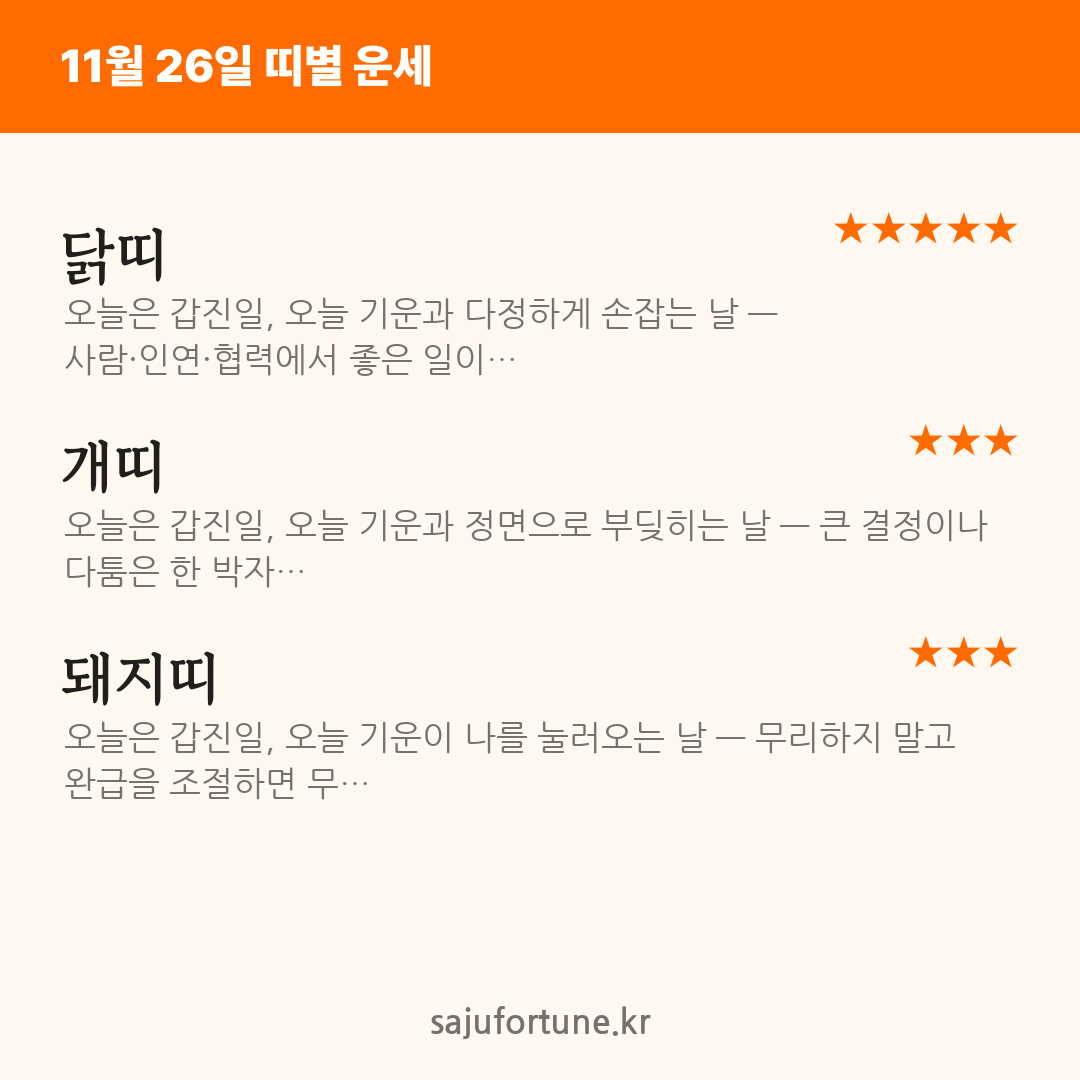 11월 26일 띠별 운세
닭띠 ★★★★★
오늘은 갑진일, 오늘 기운과 다정하게 손잡는 날 —
사람·인연·협력에서 좋은 일이…
개띠 ★★★
오늘은 갑진일, 오늘 기운과 정면으로 부딪히는 날 — 큰 결정이나
다툼은 한 박자…
돼지띠 ★★★
오늘은 갑진일, 오늘 기운이 나를 눌러오는 날 — 무리하지 말고
완급을 조절하면 무…
sajufortune.kr